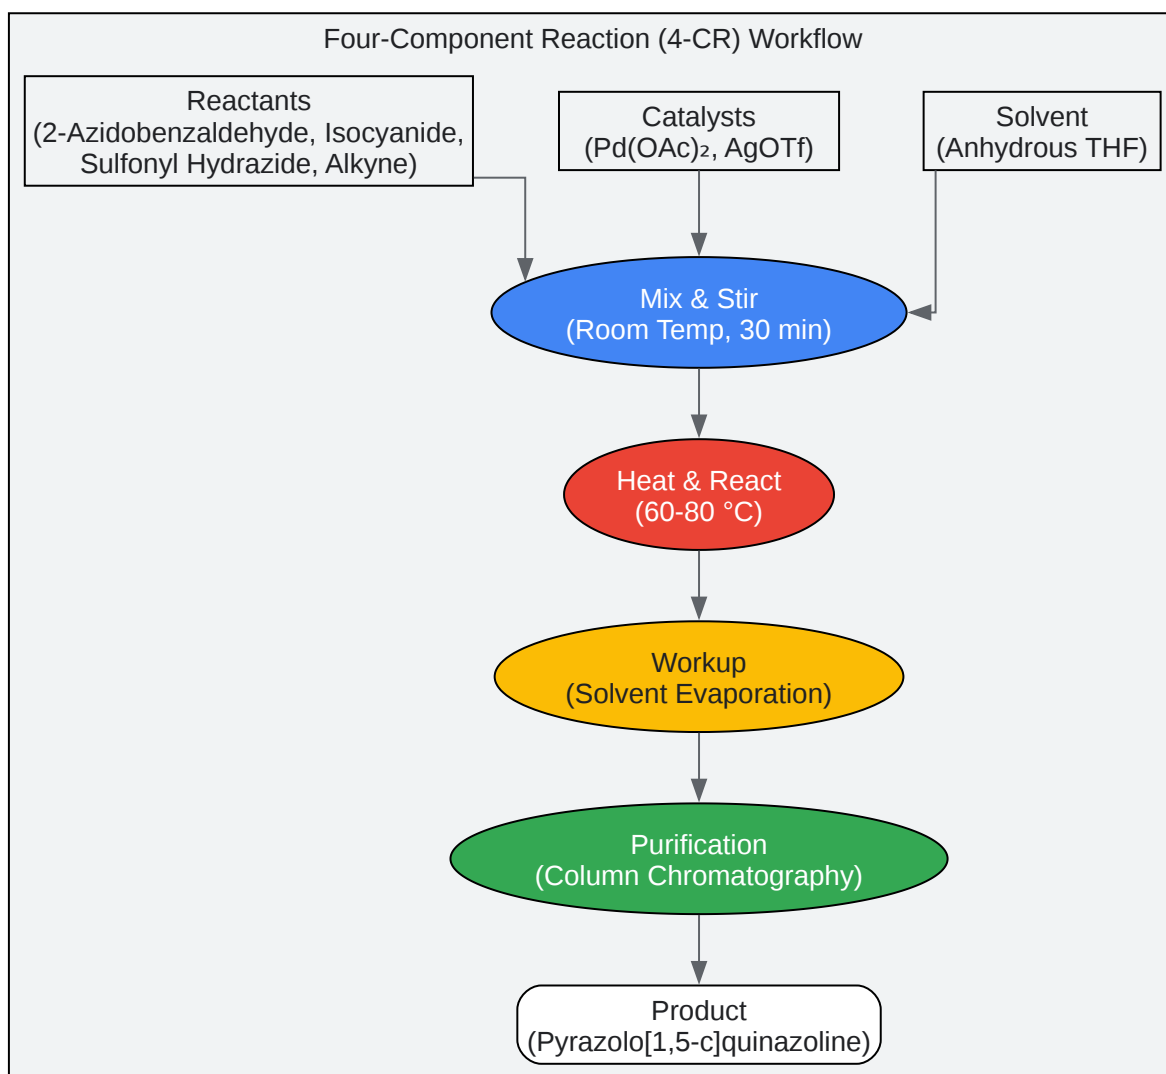 Four-Component Reaction (4-CR) Workflow
Reactants
(2-Azidobenzaldehyde, Isocyanide,
Sulfonyl Hydrazide, Alkyne)
Catalysts
(Pd(OAc)₂, AgOTf)
Solvent
(Anhydrous THF)
Mix & Stir
(Room Temp, 30 min)
Heat & React
(60-80 °C)
Workup
(Solvent Evaporation)
Purification
(Column Chromatography)
Product
(Pyrazolo[1,5-c]quinazoline)